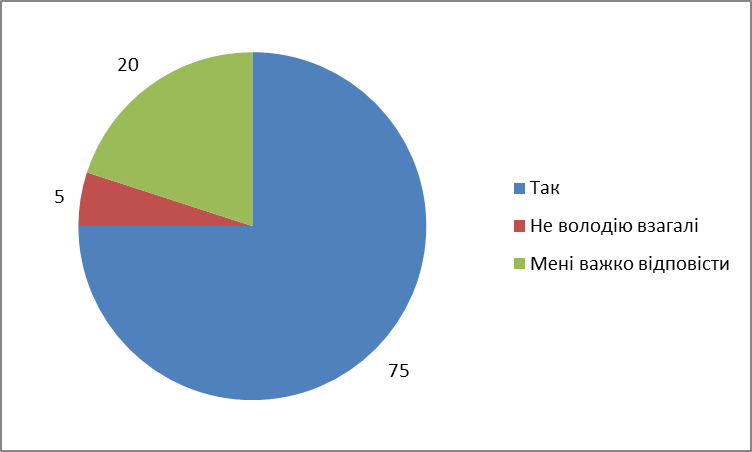 20
5
75
Так
Не володію взагалі
Мені важко відповісти